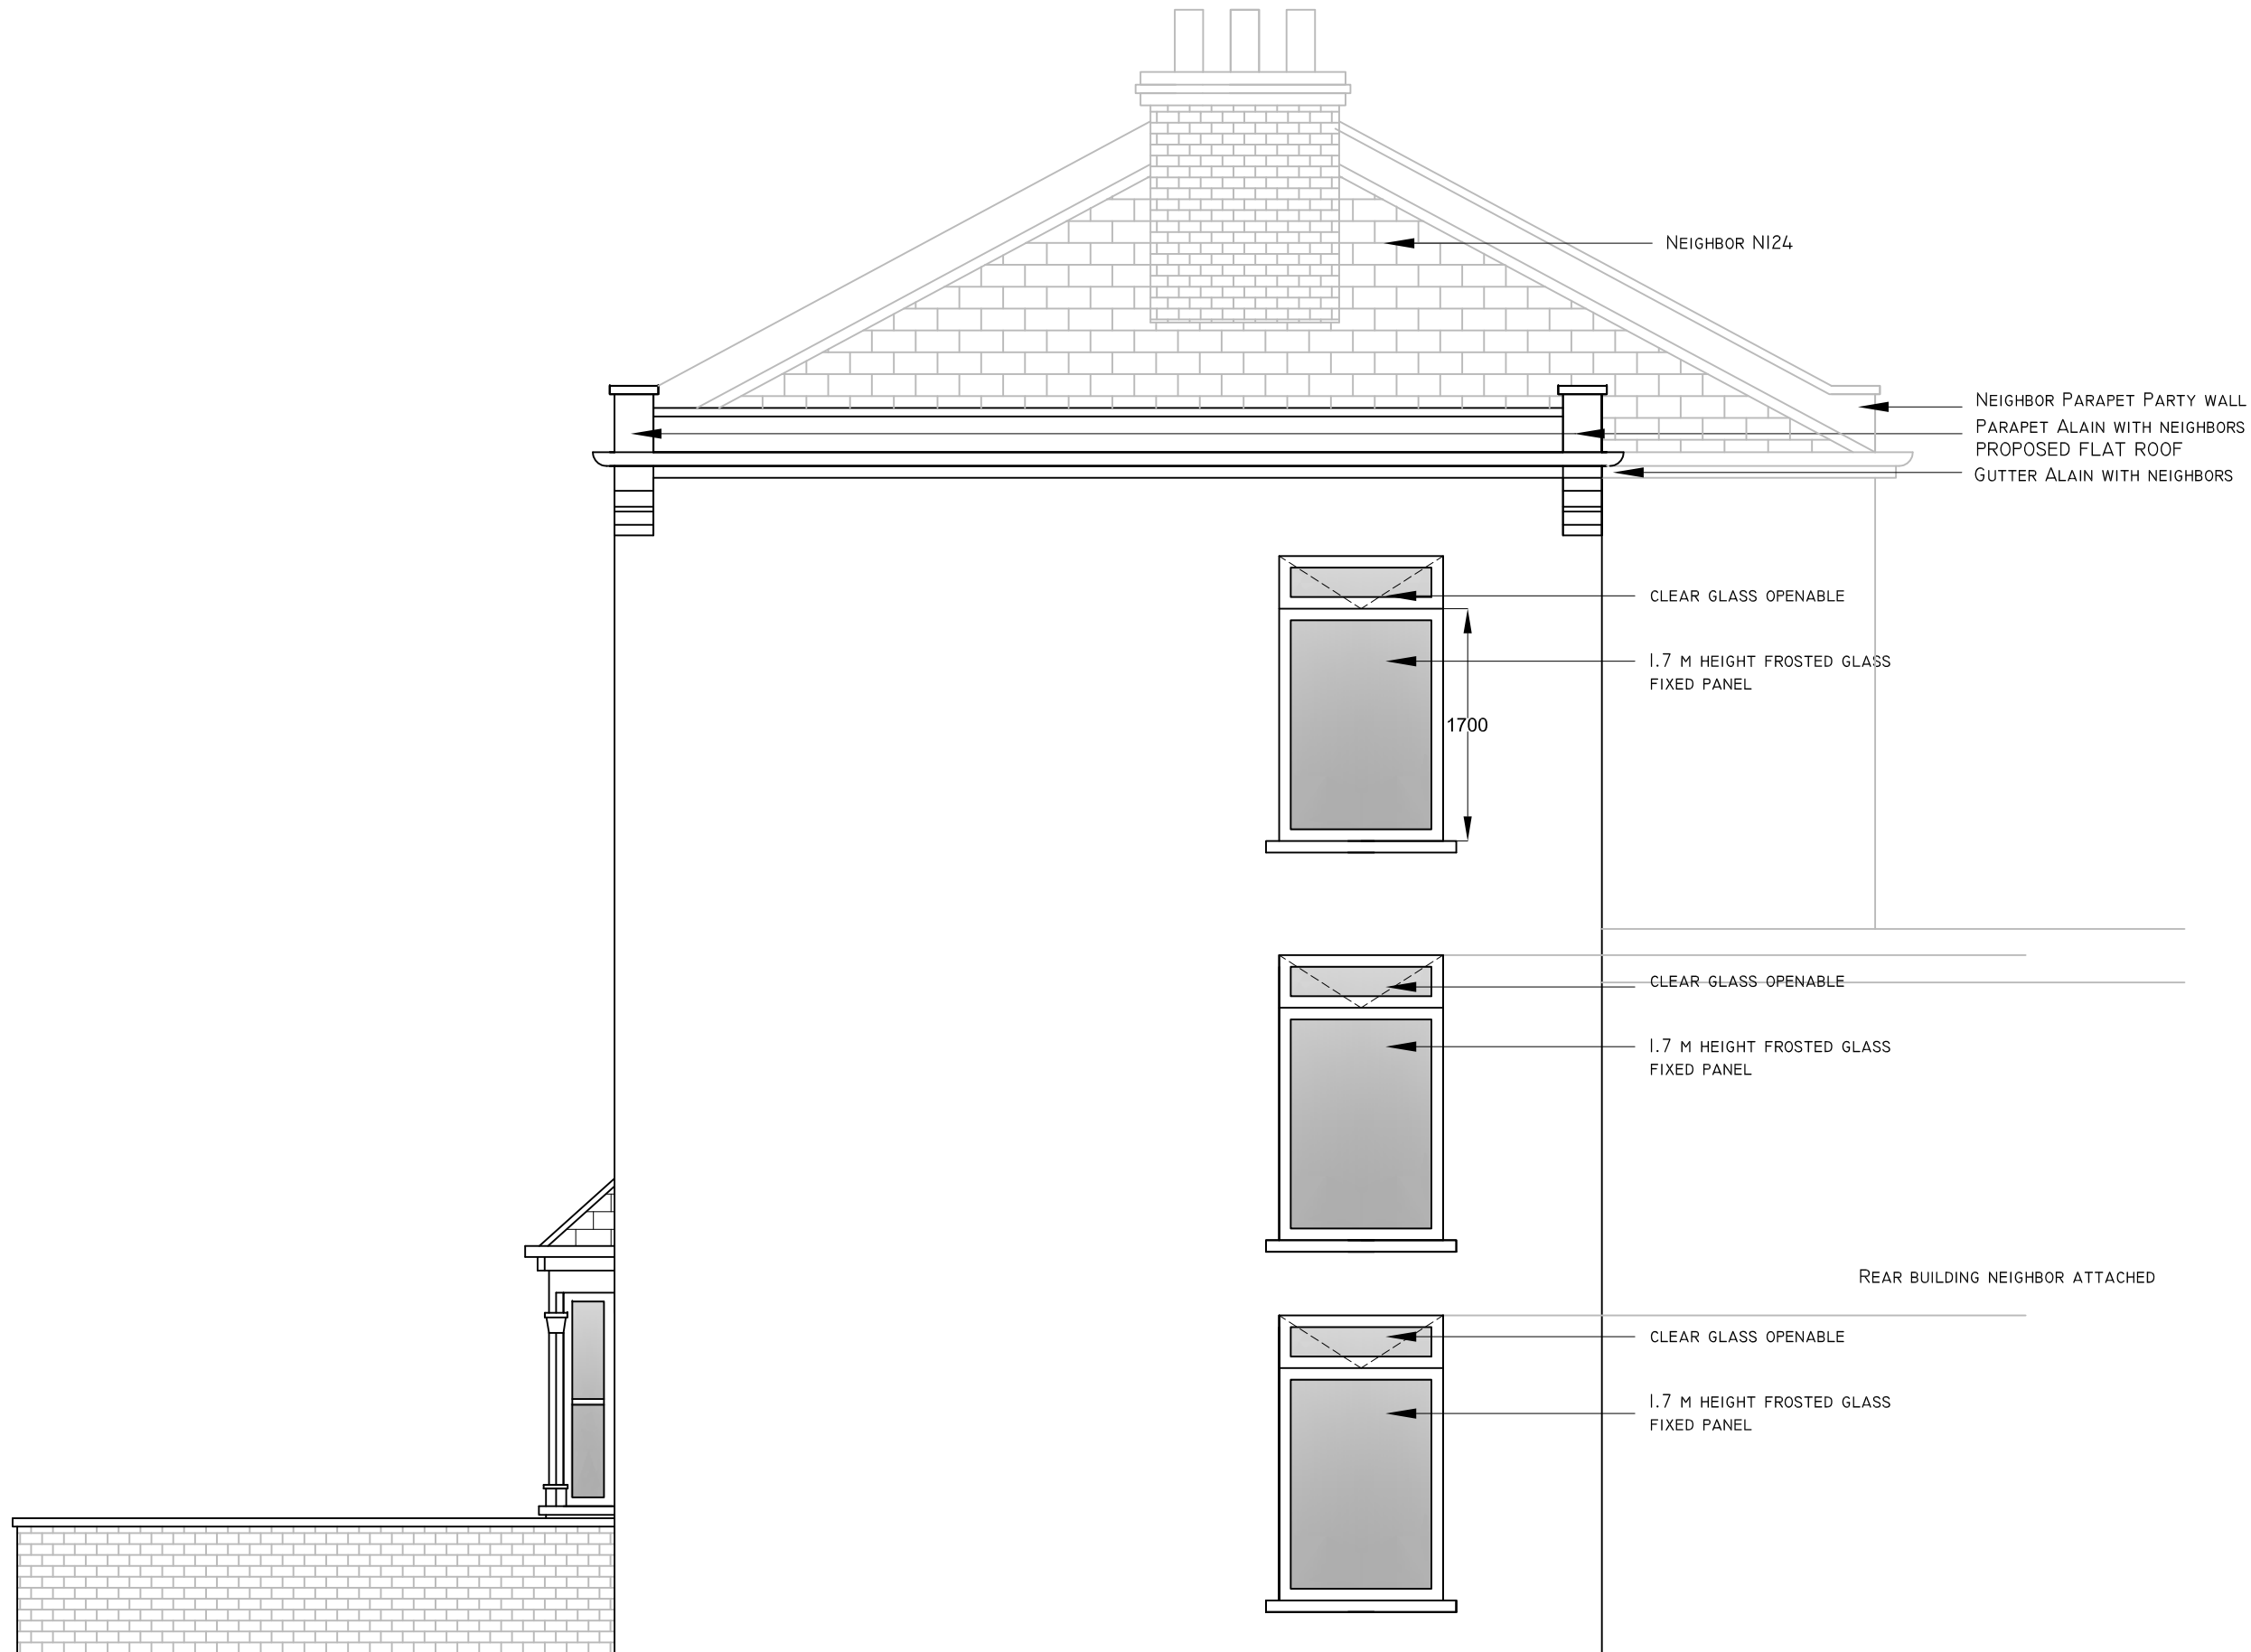 Neighbor N124
Neighbor Parapet Party wall
Parapet Alain with neighbors
PROPOSED FLAT ROOF
Gutter Alain with neighbors
clear glass openable
1.7 m height frosted glass
fixed panel
1700
clear glass openable
1.7 m height frosted glass
fixed panel
Rear building neighbor attached
clear glass openable
1.7 m height frosted glass
fixed panel